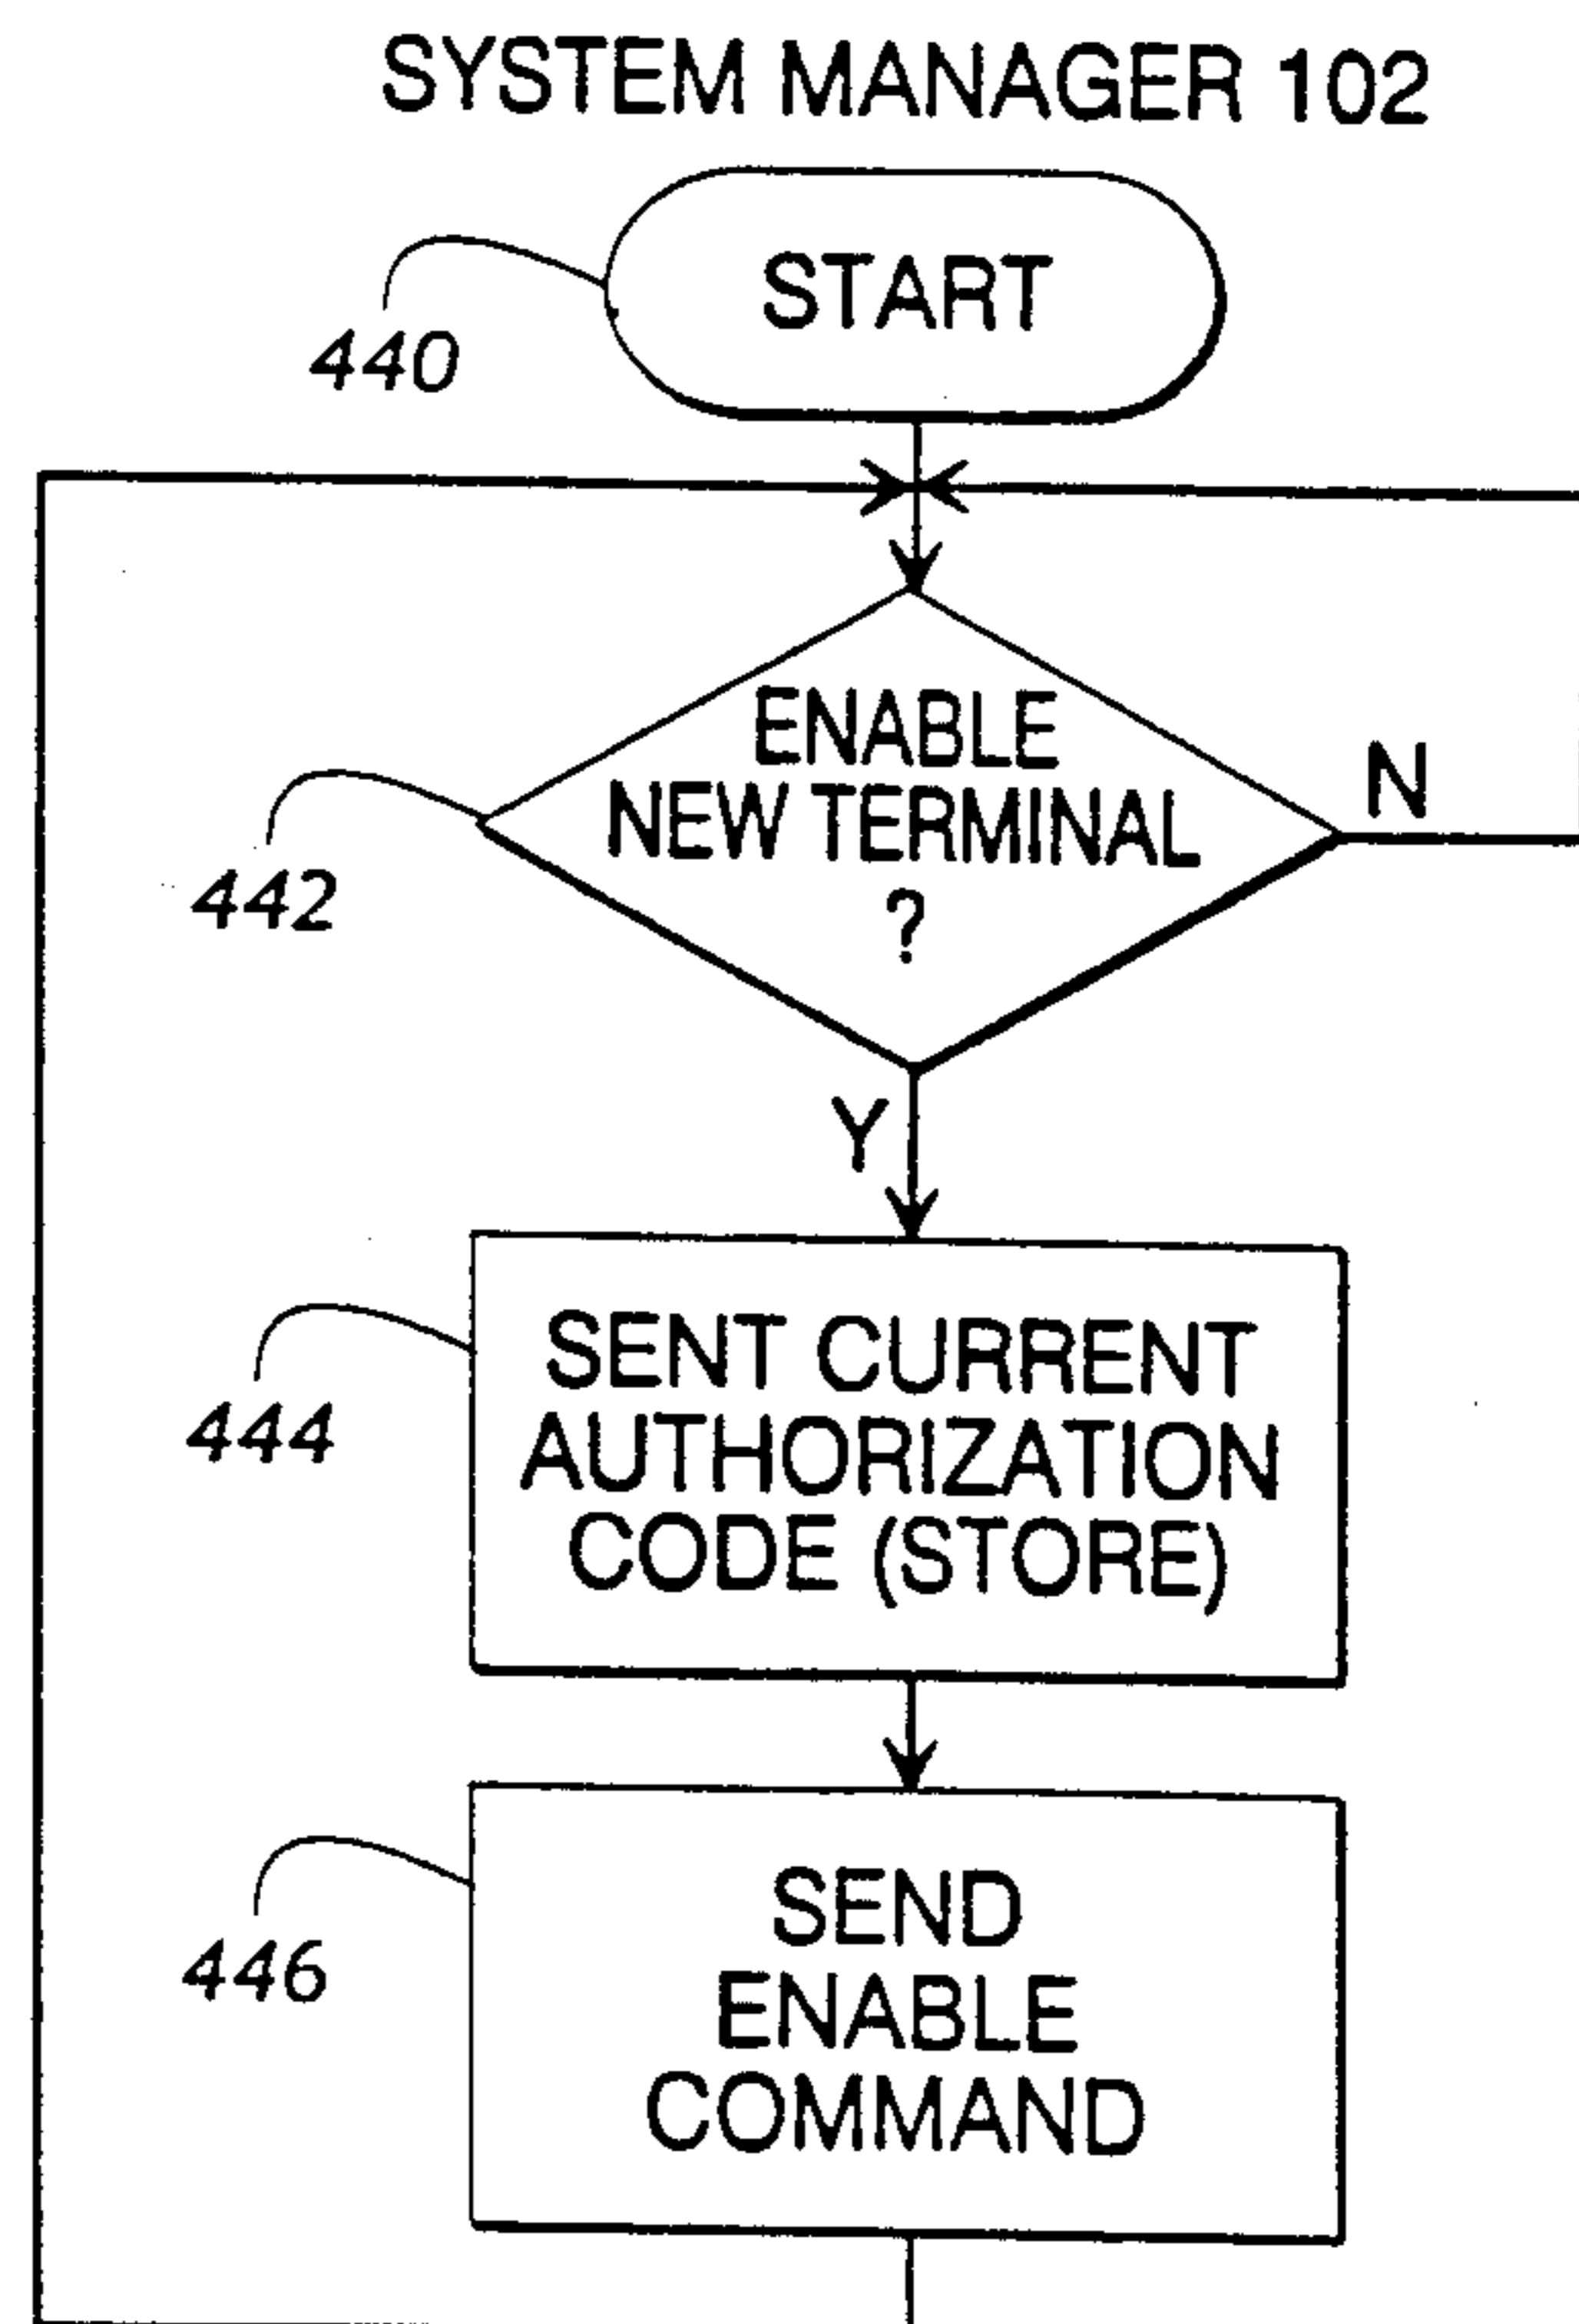 SYSTEM MANAGER 102
START
440
ENABLE
NEW TERMINAL
?
N
442
Y
SENT CURRENT
AUTHORIZATION
CODE (STORE)
444
SEND
ENABLE
COMMAND
446